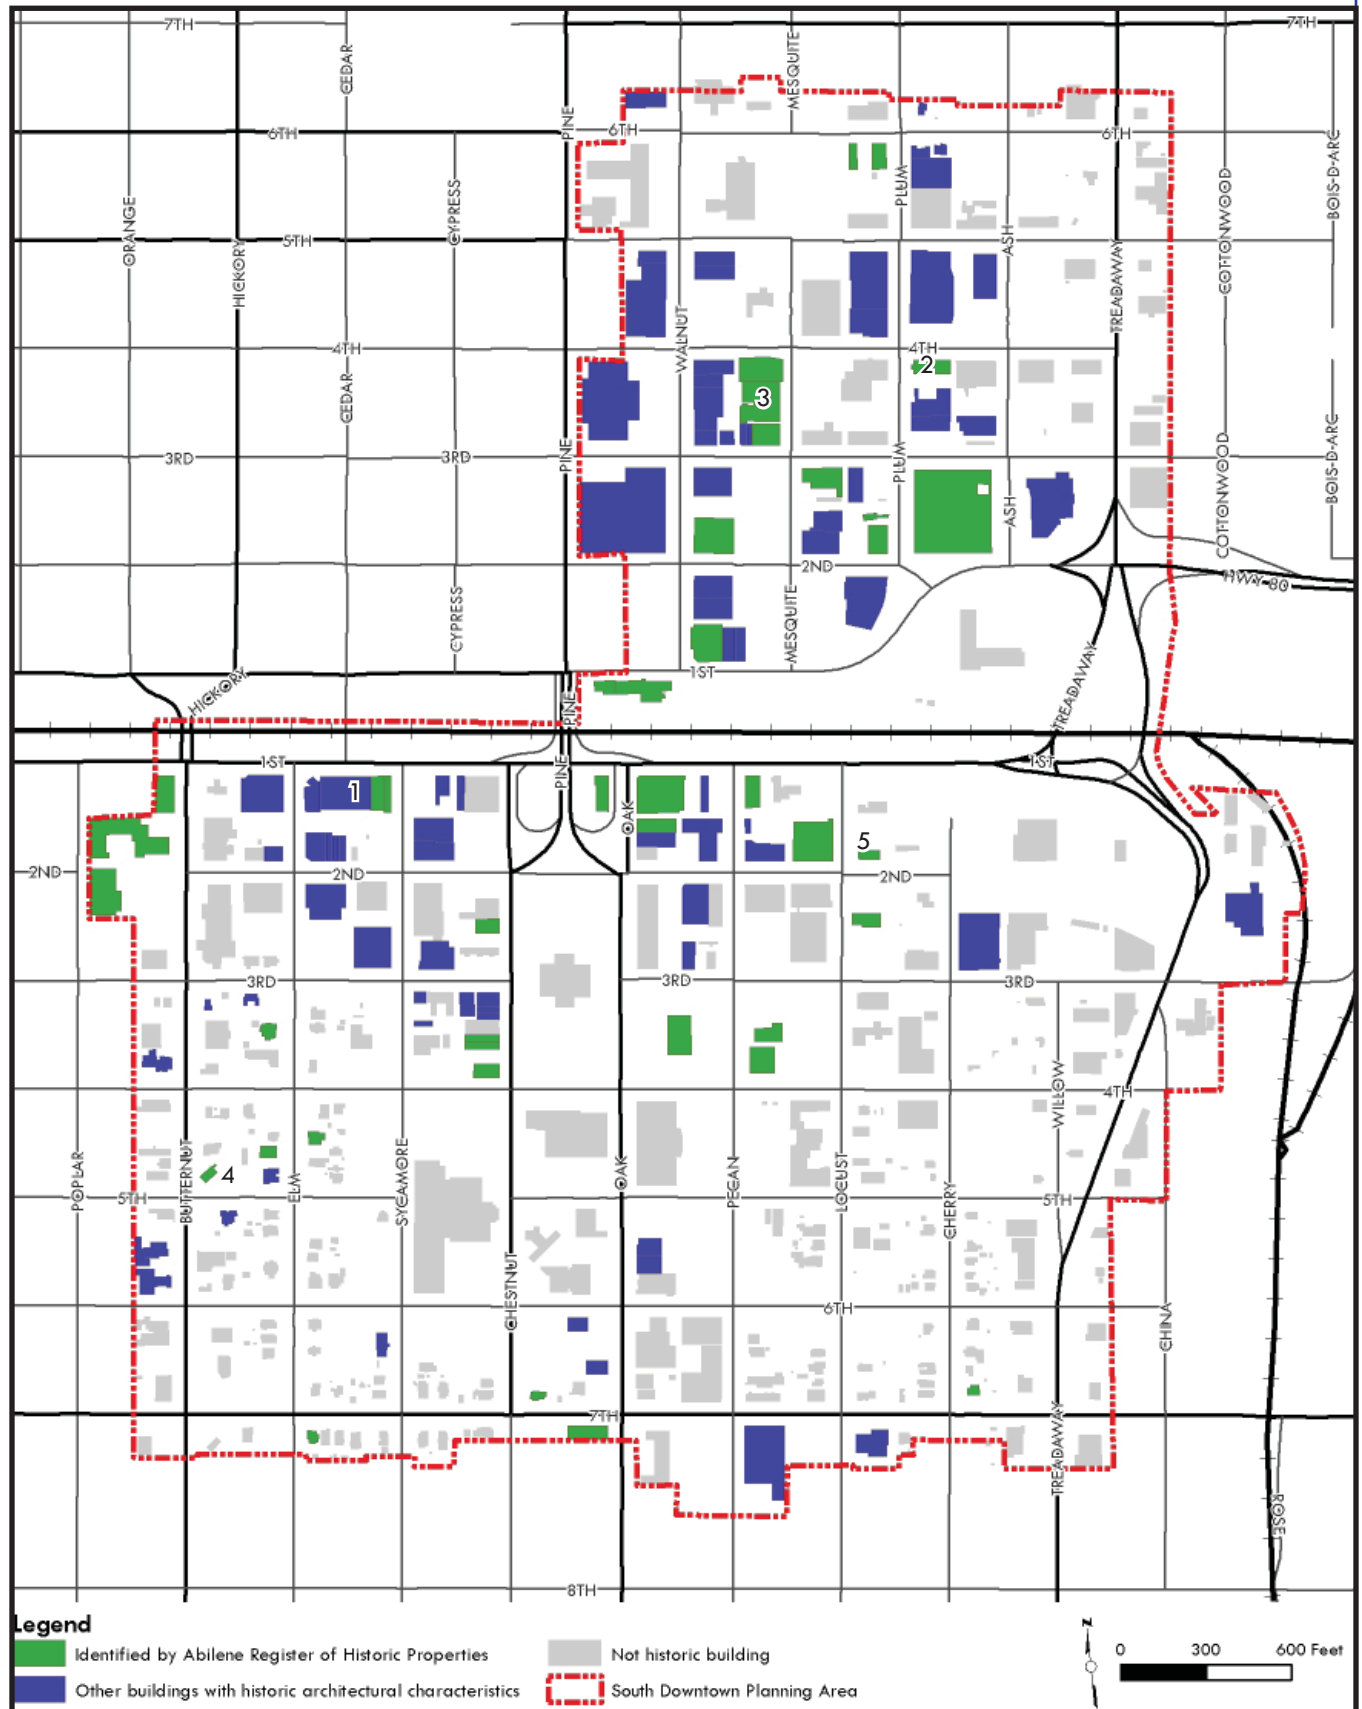 7TH
7TH
CEDAR
MESQUITE
PINE
6TH
6TH
6TH
BOIS-D-ARC
PLUM
COTTONWOOD
CYPRESS
ORANGE
HICKORY
5TH
ASH
TREADAWAY
WALNUT
4TH
4TH
2
3
CEDAR
3RD
3RD
PINE
PLUM
ASH
COTTONWOOD
BOIS-D-ARC
2ND
HWY 80
CYPRESS
MESQUITE
1ST
TREADAWAY
HICKORY
PINE
1ST
1ST
PINE
1
OAK
5
2ND
2ND
2ND
3RD
3RD
3RD
WILLOW
4TH
POPLAR
BUTTERNUT
4
ELM
SYCAMORE
OAK
PECAN
LOCUST
CHERRY
5TH
5TH
CHESTNUT
6TH
CHINA
7TH
TREADAWAY
ROSE
8TH
Legend
Identified by Abilene Register of Historic Properties
Not historic building
Other buildings with historic architectural characteristics
South Downtown Planning Area
N
0 300 600 Feet